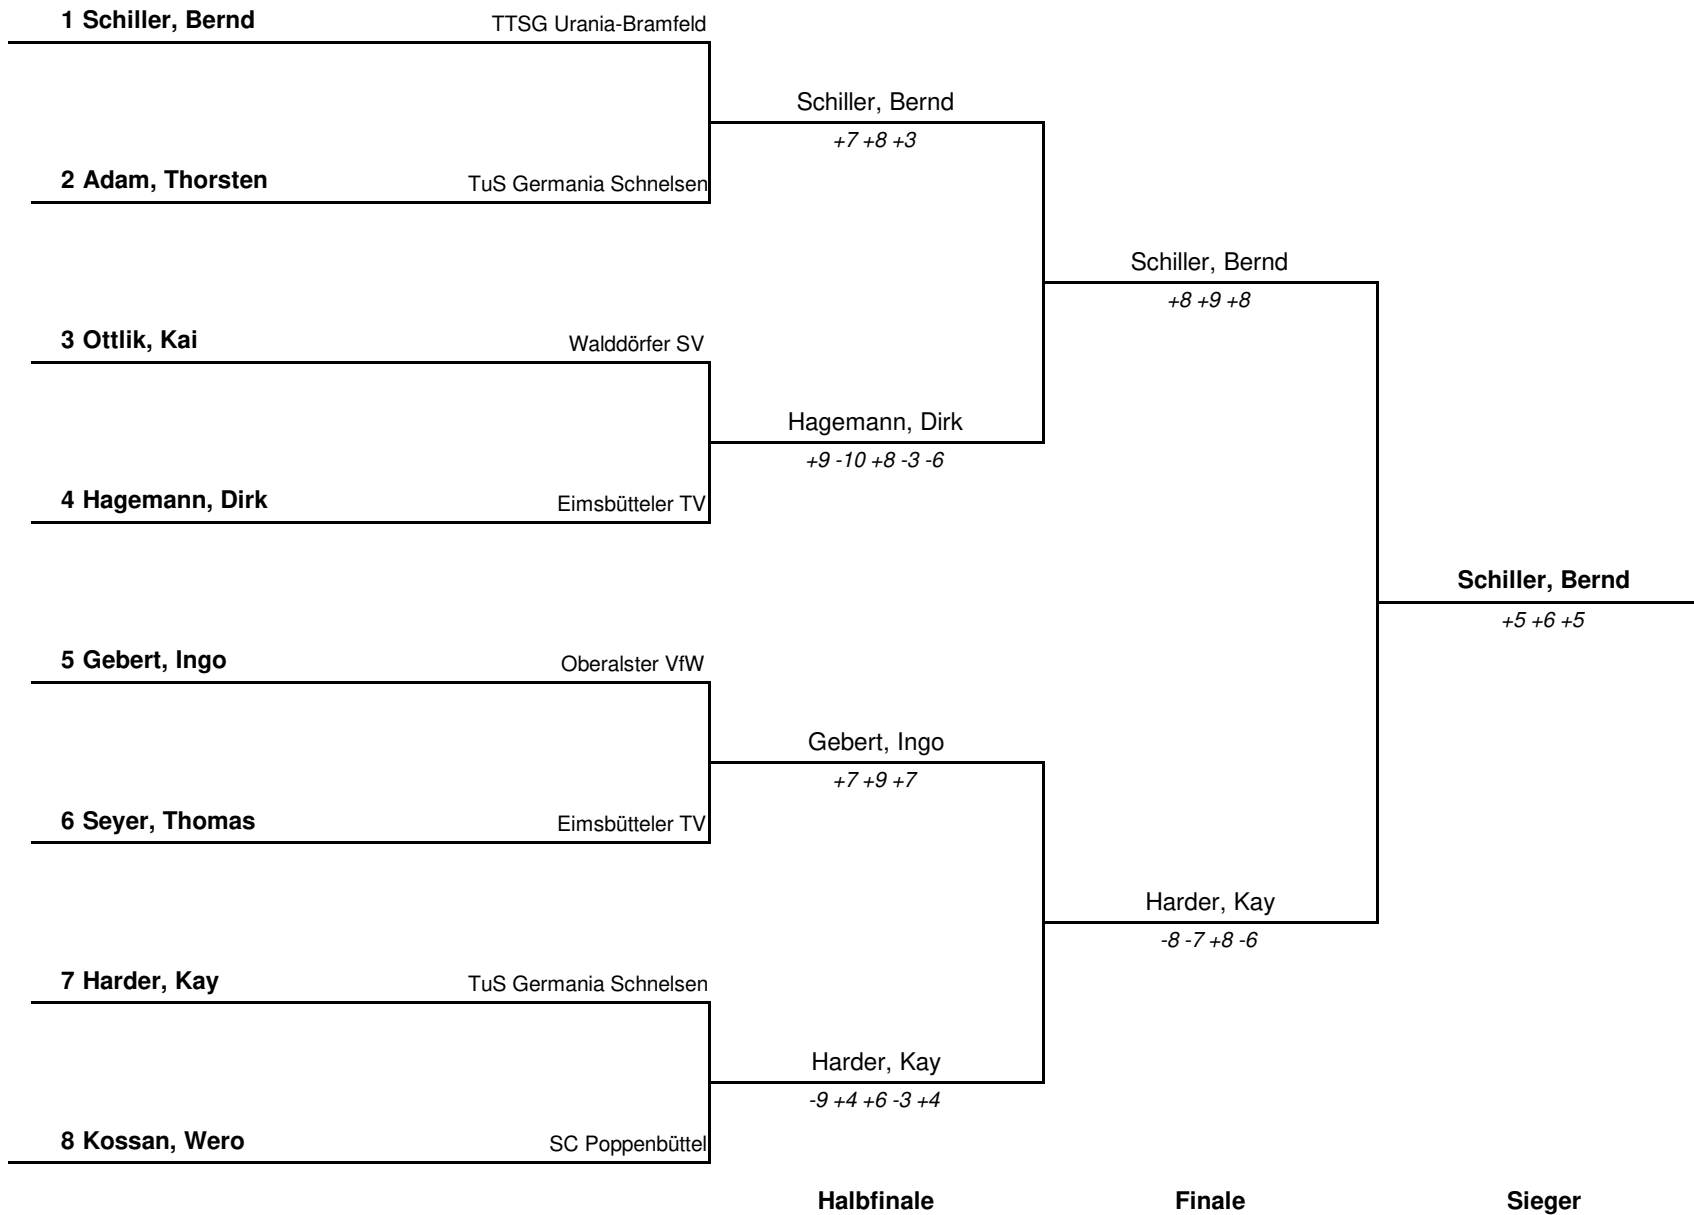 1 Schiller, Bernd TTSG Urania-Bramfeld
Schiller, Bernd
+7 +8 +3
2 Adam, Thorsten TuS Germania Schnelsen
Schiller, Bernd
+8 +9 +8
3 Ottlik, Kai Walddörfer SV
Hagemann, Dirk
+9 -10 +8 -3 -6
4 Hagemann, Dirk Eimsbütteler TV
Schiller, Bernd
+5 +6 +5
5 Gebert, Ingo Oberalster VfW
Gebert, Ingo
+7 +9 +7
6 Seyer, Thomas Eimsbütteler TV
Harder, Kay
-8 -7 +8 -6
7 Harder, Kay TuS Germania Schnelsen
Harder, Kay
-9 +4 +6 -3 +4
8 Kossan, Wero SC Poppenbüttel
Halbfinale Finale Sieger